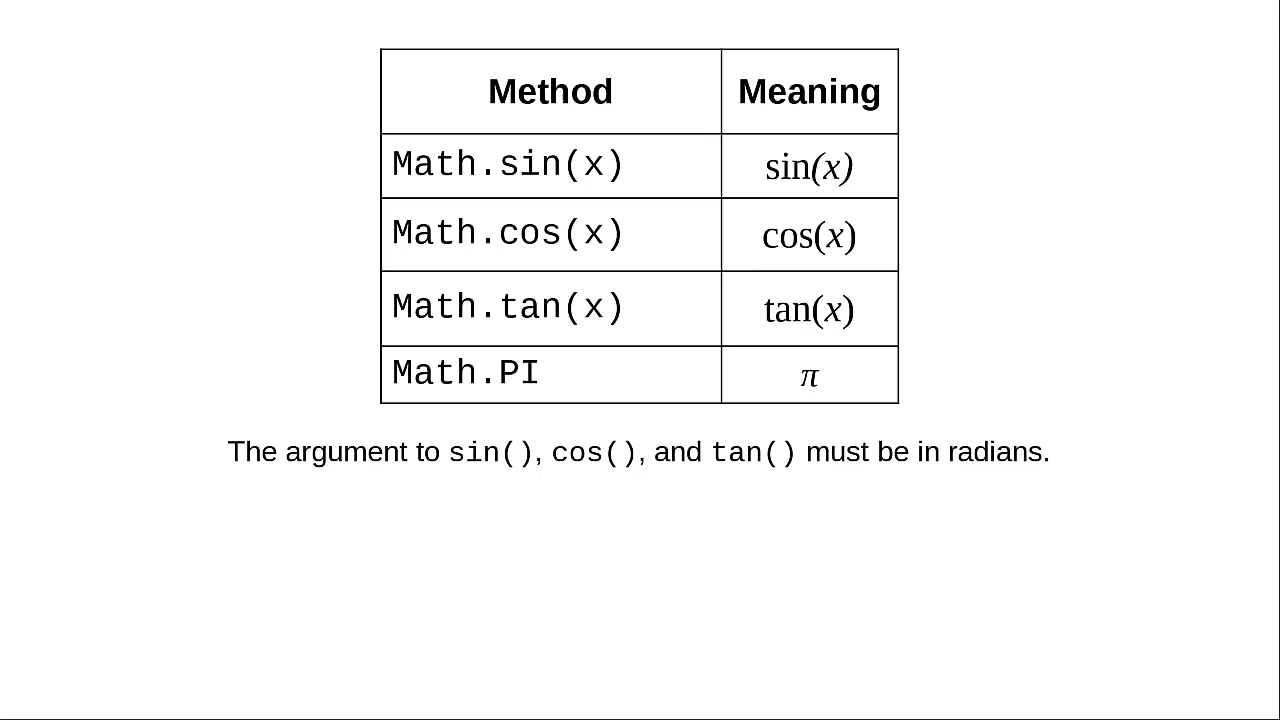 Method Meaning
Math.sin(x) sin(x)
Math.cos(x) cos(x)
Math.tan(x) tan(x)
Math.PI π
The argument to sin(), cos(), and tan() must be in radians.